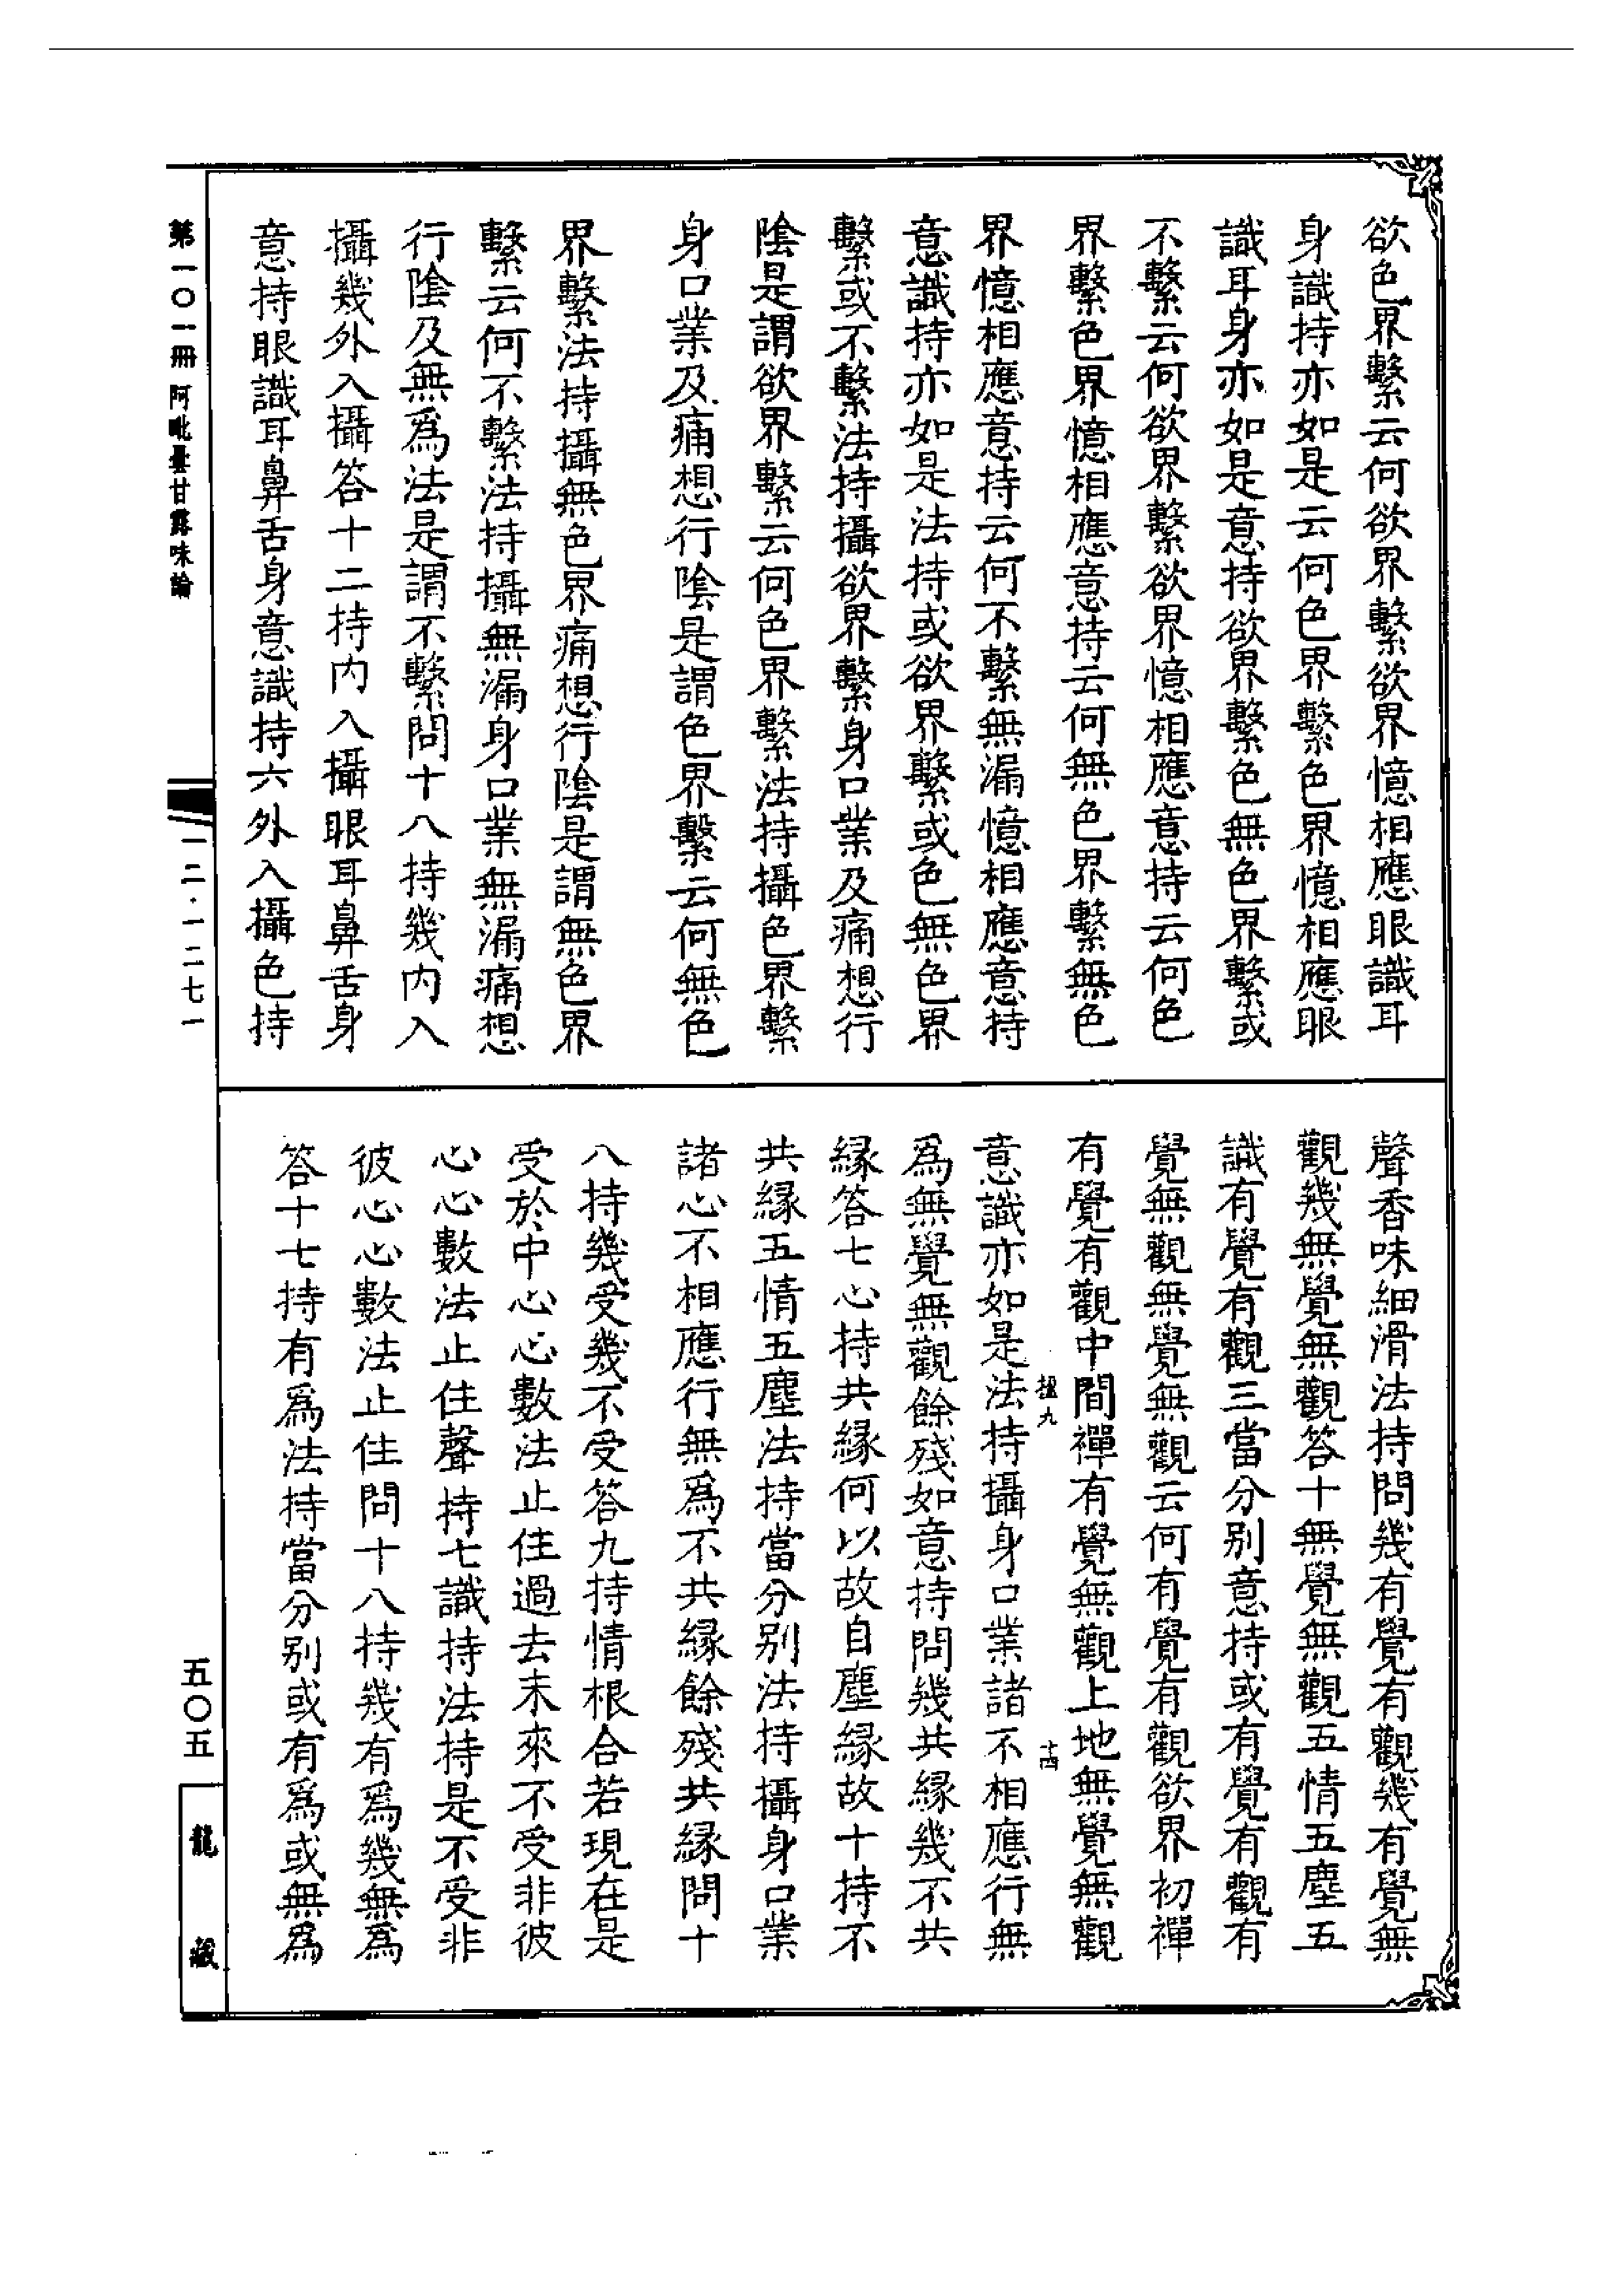 欲色界繫云何欲界繫欲界憶相應眼識耳
身識持亦如是云何色界繫色界憶相應眼
識耳身亦如是意持欲界繫色無色界繫或
不繫云何欲界繫欲界憶相應意持云何色
界繫色界憶相應意持云何無色界繫無色
界憶相應意持云何不繫無漏憶相應意持
意識持亦如是法持或欲界繫或色無色界
繫或不繫法持攝欲界繫身口業及痛想行
陰是謂欲界繫云何色界繫法持攝色界繫
身口業及痛想行陰是謂色界繫云何無色
界繫法持攝無色界痛想行陰是謂無色界
繫云何不繫法持攝無漏身口業無漏痛想
行陰及無爲法是謂不繫問十八持幾內入
攝幾外入攝答十二持內入攝眼耳鼻舌身
意持眼識耳鼻舌身意識持六外入攝色持
聲香味細滑法持問幾有覺有觀幾有覺無
觀幾無覺無觀答十無覺無觀五情五塵五
識有覺有觀三當分別意持或有覺有觀有
覺無觀無覺無觀云何有覺有觀欲界初禪
有覺有觀中間禪有覺無觀上地無覺無觀
意識亦如是法持攝身口業諸不相應行無
爲無覺無觀餘殘如意持問幾共緣幾不共
緣答七心持共緣何以故自塵緣故十持不
共緣五情五塵法持當分別法持攝身口業
諸心不相應行無爲不共緣餘殘共緣問十
八持幾受幾不受答九持情根合若現在是
受於中心心數法止住過去未來不受非彼
心心數法止住聲持七識持法持是不受非
彼心心數法止住問十八持幾有爲幾無爲
答十七持有爲法持當分別或有爲或無爲
十四
第一〇一冊 阿毗曇甘露味論
一二·一二七一
五〇五
龍藏